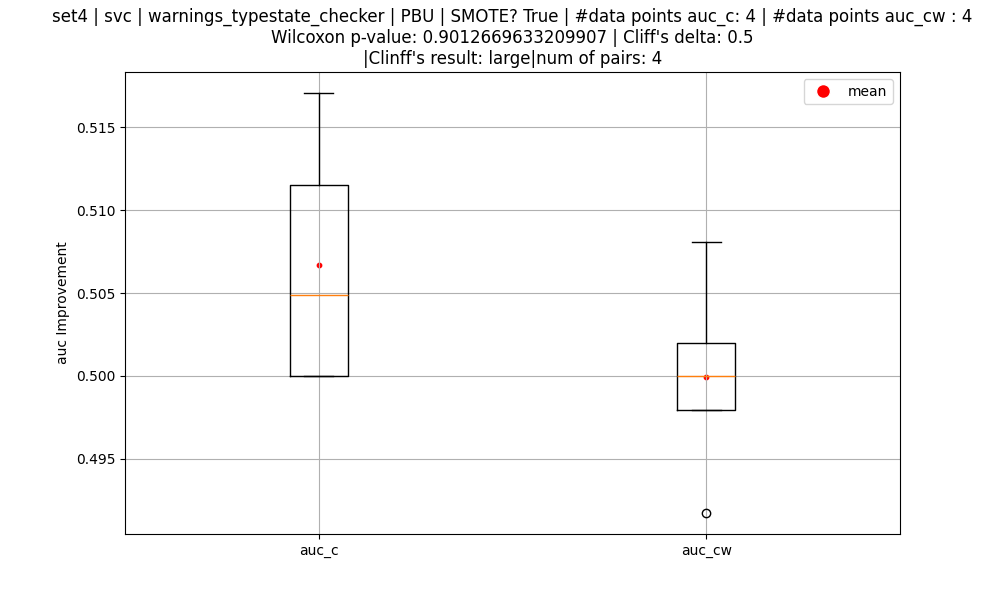 set4 | svc | warnings_typestate_checker | PBU | SMOTE? True | #data points auc_c: 4 | #data points auc_cw : 4
Wilcoxon p-value: 0.9012669633209907 | Cliff's delta: 0.5
|Clinff's result: large|num of pairs: 4
mean
0.515
0.510
0.505
0.500
0.495
auc Improvement
auc_c
auc_cw